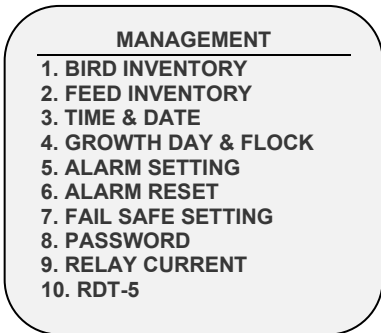 MANAGEMENT
1. BIRD INVENTORY
2. FEED INVENTORY
3. TIME & DATE
4. GROWTH DAY & FLOCK
5. ALARM SETTING
6. ALARM RESET
7. FAIL SAFE SETTING
8. PASSWORD
9. RELAY CURRENT
10. RDT-5